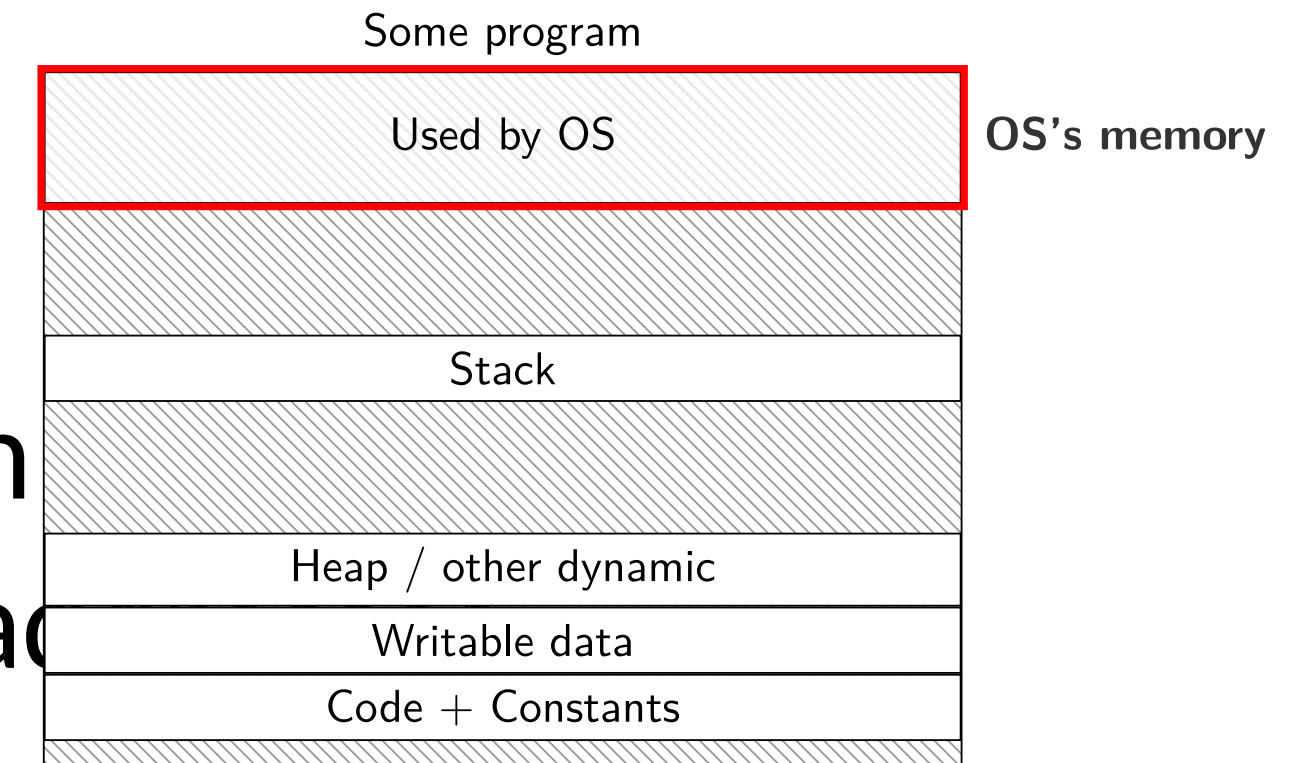 Some program
Used by OS
OS's memory
Stack
Heap / other dynamic
Writable data
Code + Constants